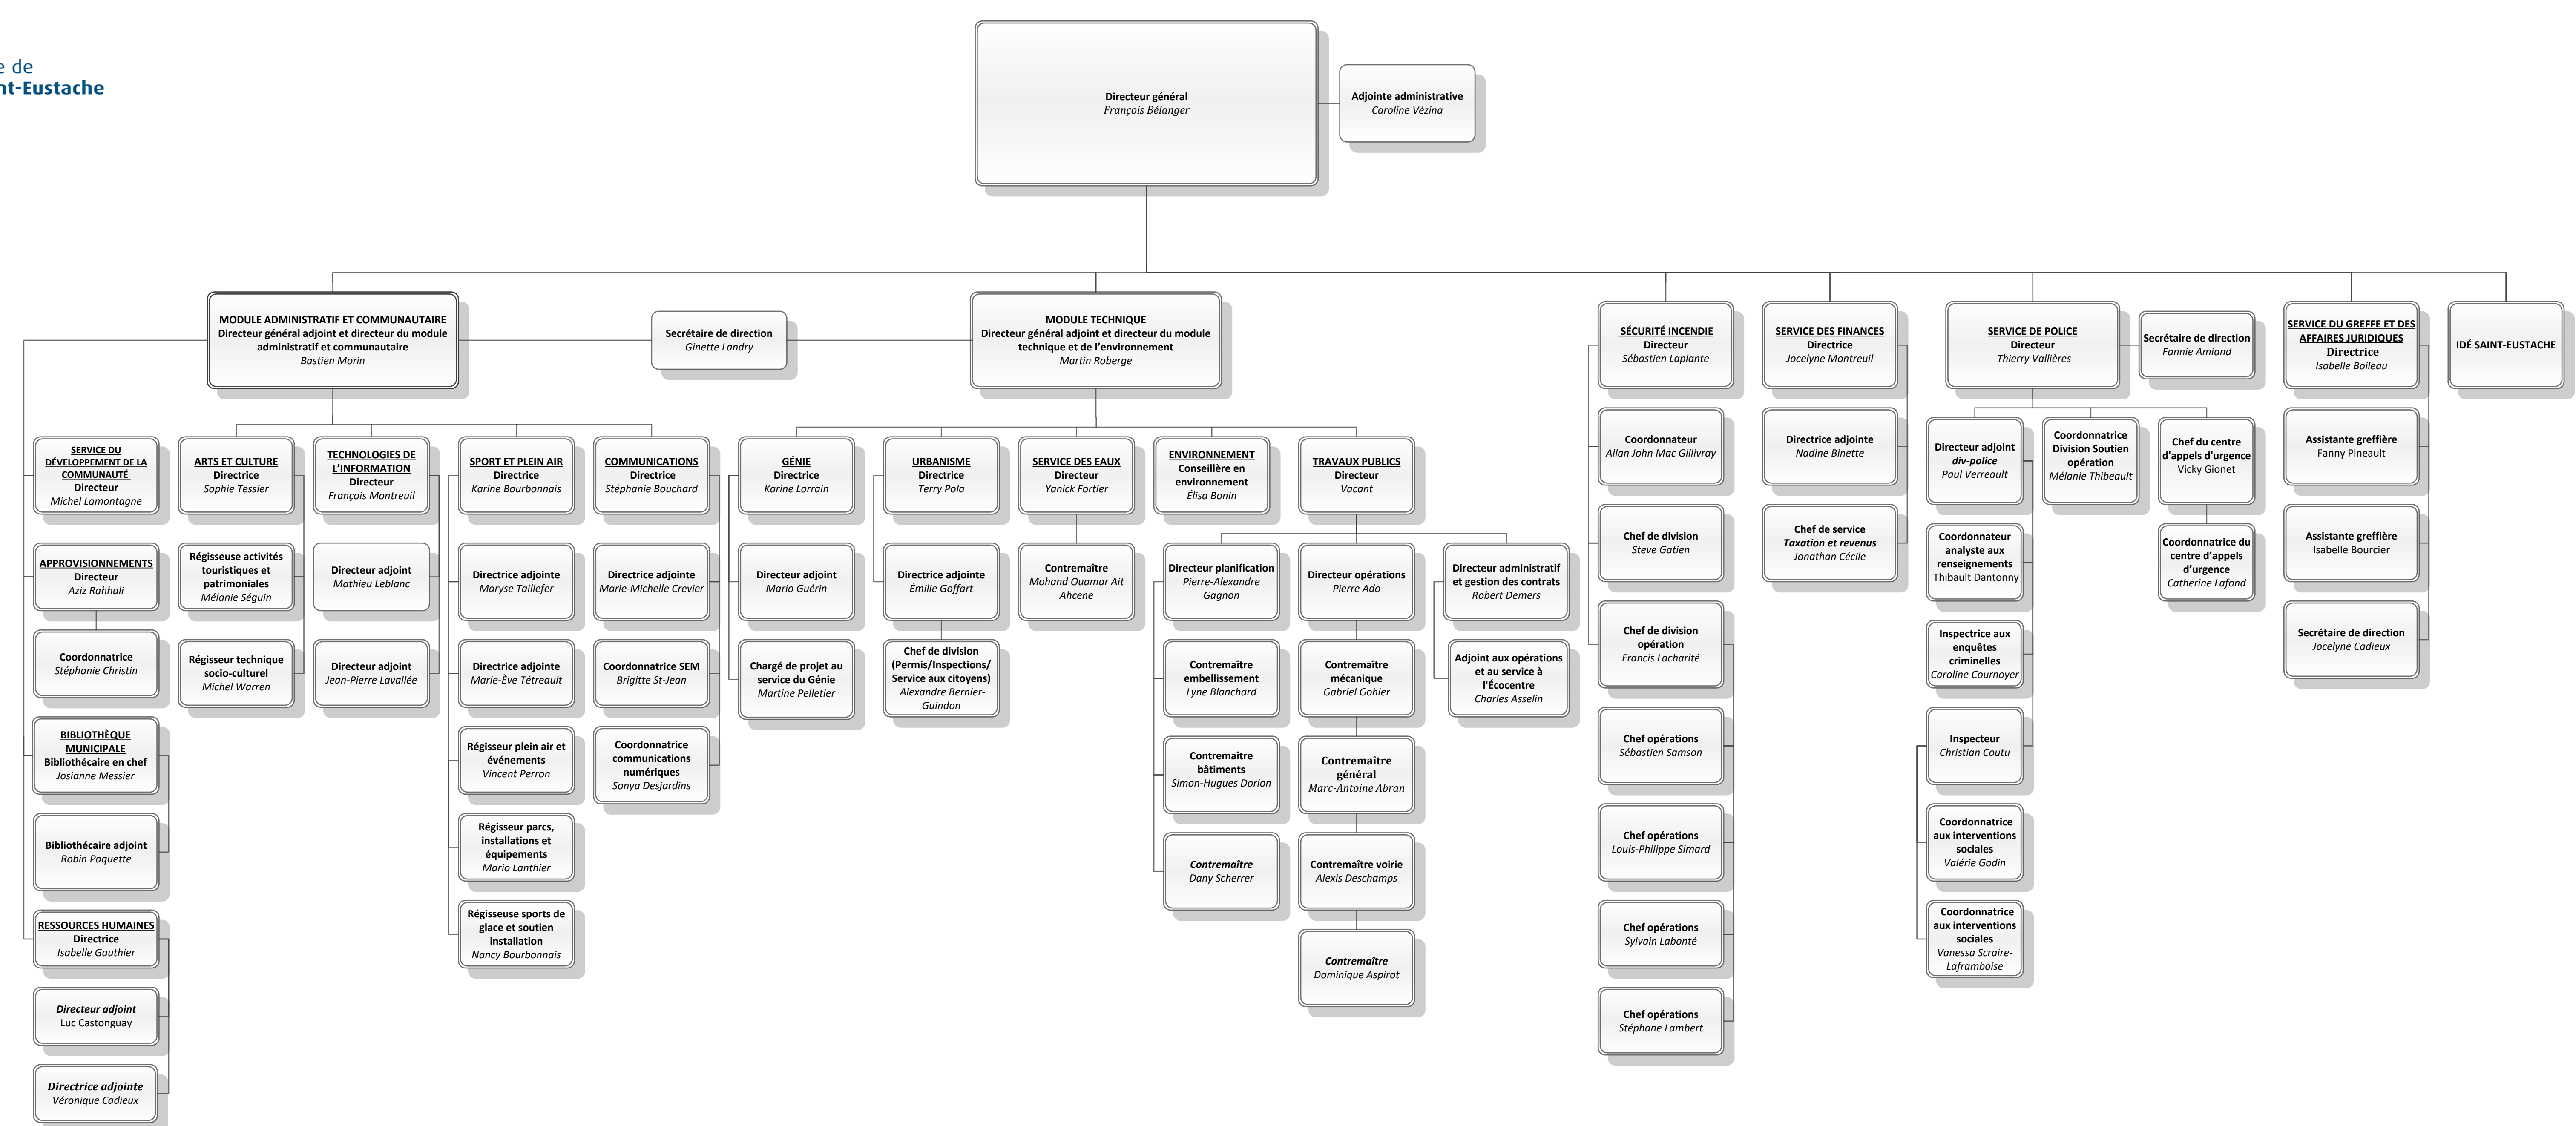 e de
nt-Eustache
Directeur général
François Bélanger
Adjointe administrative
Caroline Vézina
MODULE ADMINISTRATIF ET COMMUNAUTAIRE
Directeur général adjoint et directeur du module
administratif et communautaire
Bastien Morin
Secrétaire de direction
Ginette Landry
MODULE TECHNIQUE
Directeur général adjoint et directeur du module
technique et de l’environnement
Martin Roberge
SÉCURITÉ INCENDIE
Directeur
Sébastien Laplante
SERVICE DES FINANCES
Directrice
Jocelyne Montreuil
SERVICE DE POLICE
Directeur
Thierry Vallières
Secrétaire de direction
Fannie Amiand
SERVICE DU GREFFE ET DES
AFFAIRES JURIDIQUES
Directrice
Isabelle Boileau
IDÉ SAINT-EUSTACHE
SERVICE DU
DÉVELOPPEMENT DE LA
COMMUNAUTÉ
Directeur
Michel Lamontagne
APPROVISIONNEMENTS
Directeur
Aziz Rahhali
Coordonnatrice
Stéphanie Christin
BIBLIOTHÈQUE
MUNICIPALE
Bibliothécaire en chef
Josianne Messier
Bibliothécaire adjoint
Robin Paquette
RESSOURCES HUMAINES
Directrice
Isabelle Gauthier
Directeur adjoint
Luc Castonguay
Directrice adjointe
Véronique Cadieux
ARTS ET CULTURE
Directrice
Sophie Tessier
Régisseuse activités
touristiques et
patrimoniales
Mélanie Séguin
Régisseur technique
socio-culturel
Michel Warren
TECHNOLOGIES DE
L’INFORMATION
Directeur
François Montreuil
Directeur adjoint
Mathieu Leblanc
Directeur adjoint
Jean-Pierre Lavallée
SPORT ET PLEIN AIR
Directrice
Karine Bourbonnais
Directrice adjointe
Maryse Taillefer
Directrice adjointe
Marie-Ève Tétreault
Régisseur plein air et
événements
Vincent Perron
Régisseur parcs,
installations et
équipements
Mario Lanthier
Régisseuse sports de
glace et soutien
installation
Nancy Bourbonnais
COMMUNICATIONS
Directrice
Stéphanie Bouchard
Directrice adjointe
Marie-Michelle Crevier
Coordonnatrice SEM
Brigitte St-Jean
Coordonnatrice
communications
numériques
Sonya Desjardins
GÉNIE
Directrice
Karine Lorrain
Directeur adjoint
Mario Guérin
Chargé de projet au
service du Génie
Martine Pelletier
URBANISME
Directrice
Terry Pola
Directrice adjointe
Émilie Goffart
Chef de division
(Permis/Inspections/
Service aux citoyens)
Alexandre Bernier-
Guindon
SERVICE DES EAUX
Directeur
Yanick Fortier
Contremaître
Mohand Ouamar Ait
Ahcene
ENVIRONNEMENT
Conseillère en
environnement
Élisa Bonin
TRAVAUX PUBLICS
Directeur
Vacant
Directeur planification
Pierre-Alexandre
Gagnon
Contremaître
embellissement
Lyne Blanchard
Contremaître
bâtiments
Simon-Hugues Dorion
Contremaître
Dany Scherrer
Directeur opérations
Pierre Ado
Contremaître
mécanique
Gabriel Gohier
Contremaître
général
Marc-Antoine Abran
Contremaître voirie
Alexis Deschamps
Contremaître
Dominique Aspirot
Directeur administratif
et gestion des contrats
Robert Demers
Adjoint aux opérations
et au service à
l'Écocentre
Charles Asselin
Coordonnateur
Allan John Mac Gillivray
Chef de division
Steve Gatien
Chef de division
opération
Francis Lacharité
Chef opérations
Sébastien Samson
Chef opérations
Louis-Philippe Simard
Chef opérations
Sylvain Labonté
Chef opérations
Stéphane Lambert
Directrice adjointe
Nadine Binette
Chef de service
Taxation et revenus
Jonathan Cécile
Directeur adjoint
div-police
Paul Verreault
Coordonnateur
analyste aux
renseignements
Thibault Dantonny
Inspectrice aux
enquêtes
criminelles
Caroline Cournoyer
Inspecteur
Christian Coutu
Coordonnatrice
aux interventions
sociales
Valérie Godin
Coordonnatrice
aux interventions
sociales
Vanessa Scraire-
Laframboise
Coordonnatrice
Division Soutien
opération
Mélanie Thibeault
Chef du centre
d'appels d'urgence
Vicky Gionet
Coordonnatrice du
centre d’appels
d’urgence
Catherine Lafond
Assistante greffière
Fanny Pineault
Assistante greffière
Isabelle Bourcier
Secrétaire de direction
Jocelyne Cadieux